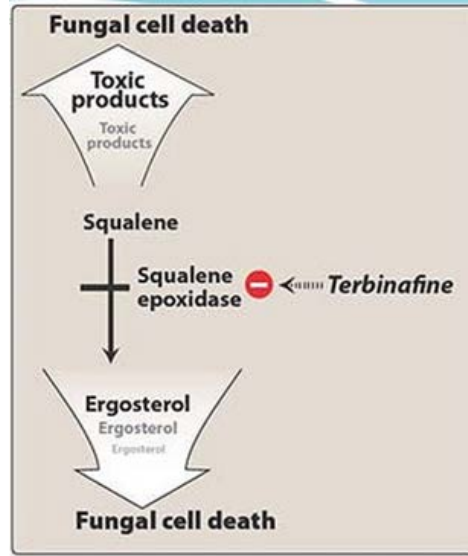 Fungal cell death
Toxic
products
Toxic
products
Squalene
Squalene
epoxidase
Terbinafine
Ergosterol
Ergosterol
Ergosterol
Fungal cell death